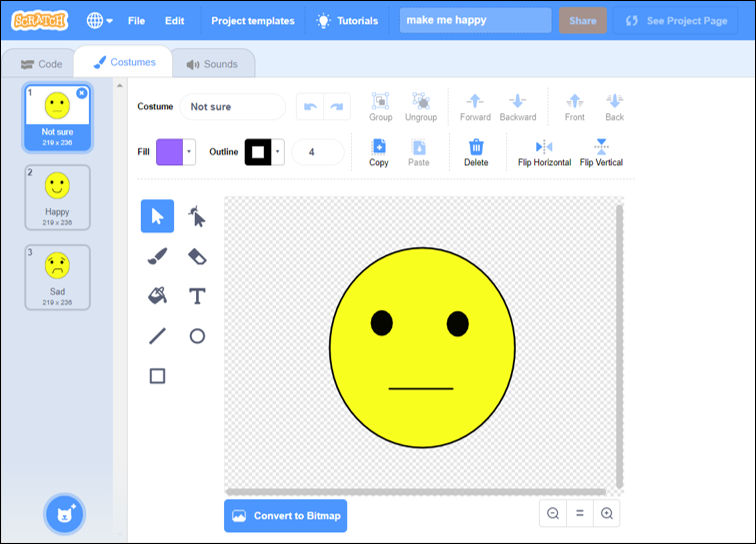 SCRATCH File Edit Project templates Tutorials make me happy Share See Project Page
Code Costumes Sounds
1
Not sure
219 x 236
2
Happy
219 x 236
3
Sad
219 x 236
Costume Not sure Group Ungroup Forward Backward Front Back
Fill Outline 4 Copy Paste Delete Flip Horizontal Flip Vertical
T
Convert to Bitmap